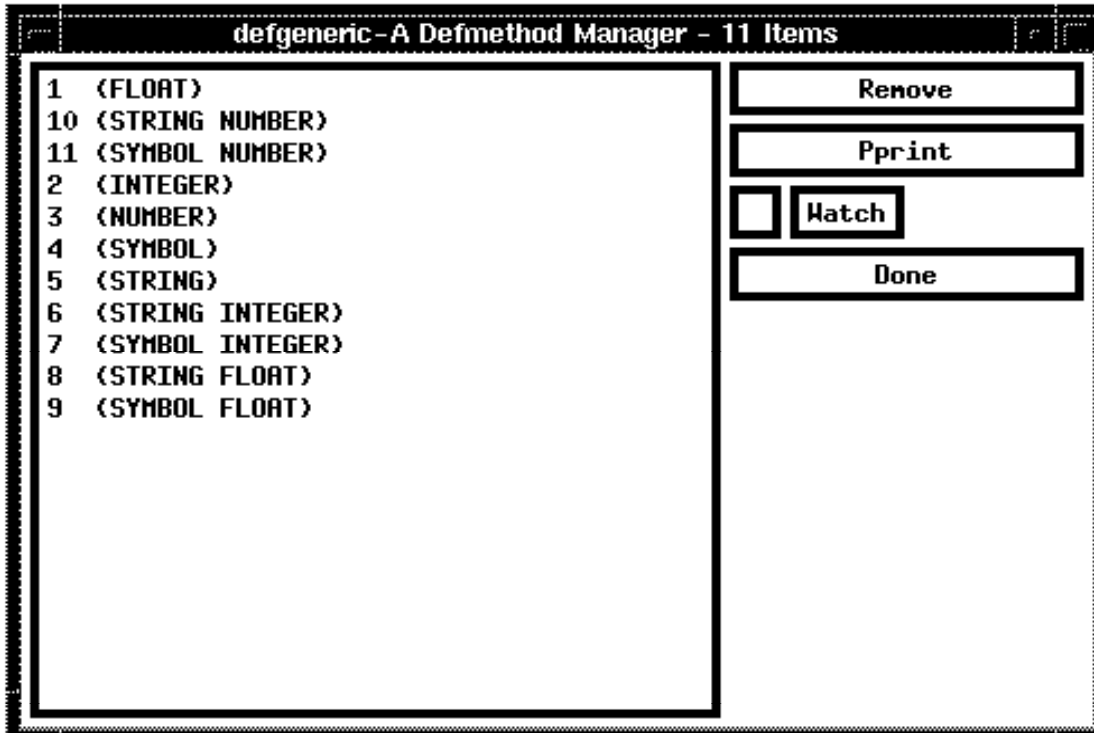 defgeneric-A Defmethod Manager - 11 Items
1 (FLOAT)
10 (STRING NUMBER)
11 (SYMBOL NUMBER)
2 (INTEGER)
3 (NUMBER)
4 (SYMBOL)
5 (STRING)
6 (STRING INTEGER)
7 (SYMBOL INTEGER)
8 (STRING FLOAT)
9 (SYMBOL FLOAT)
Remove
Pprint
Watch
Done